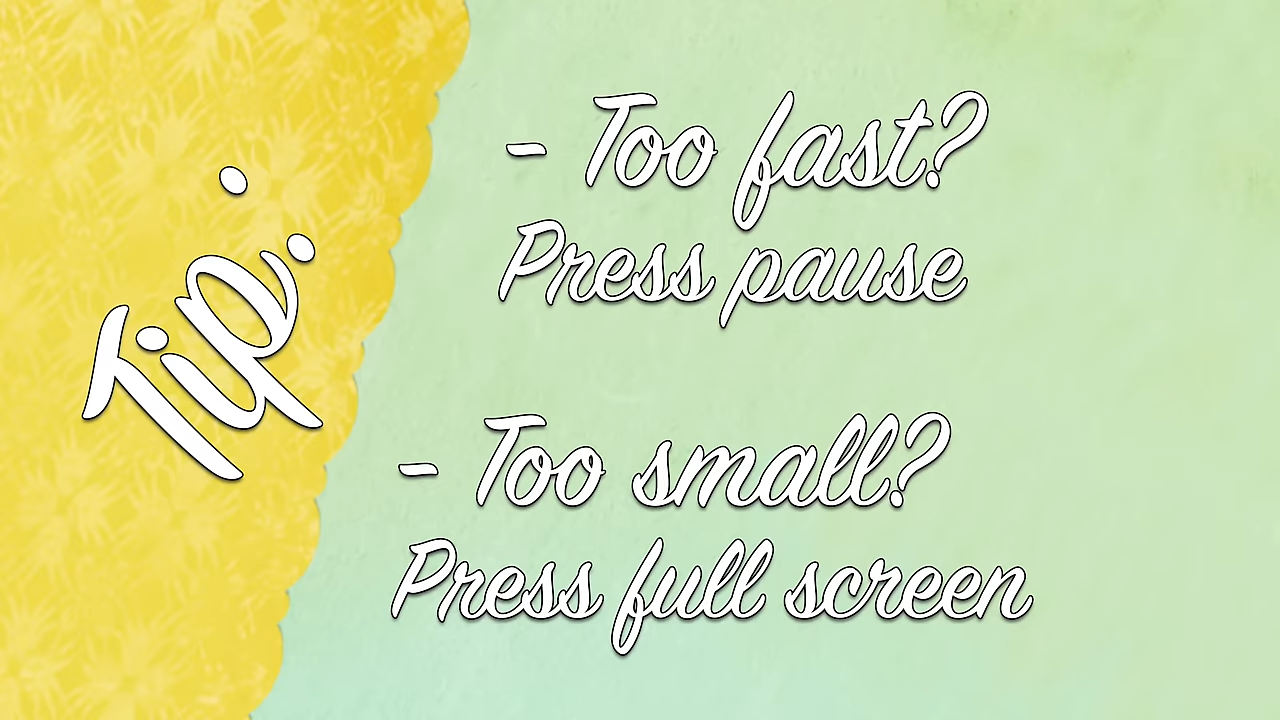 Tip:
- Too fast?
Press pause
- Too small?
Press full screen